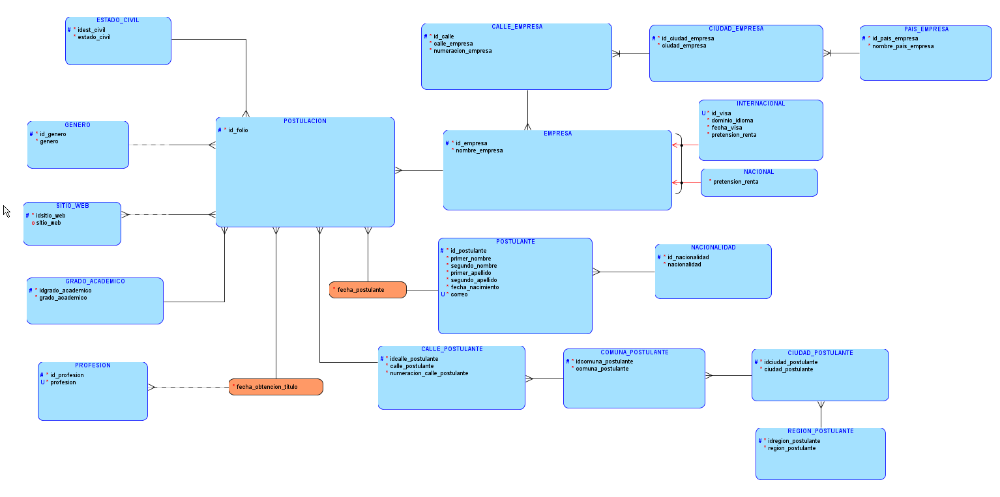 ESTADO_CIVIL
# * idest_civil
* estado_civil
GENERO
# * id_genero
* genero
SITIO_WEB
# * idsitio_web
o sitio_web
GRADO_ACADEMICO
# * idgrado_academico
* grado_academico
PROFESION
# * id_profesion
U * profesion
POSTULACION
# * id_folio
* fecha_postulante
* fecha_obtencion_titulo
CALLE_EMPRESA
# * id_calle
* calle_empresa
* numeracion_empresa
CIUDAD_EMPRESA
# * id_ciudad_empresa
* ciudad_empresa
PAIS_EMPRESA
# * id_pais_empresa
* nombre_pais_empresa
EMPRESA
# * id_empresa
* nombre_empresa
INTERNACIONAL
U * id_visa
* dominio_idioma
* fecha_visa
* pretension_renta
NACIONAL
* pretension_renta
POSTULANTE
# * id_postulante
* primer_nombre
* segundo_nombre
* primer_apellido
* segundo_apellido
* fecha_nacimiento
U * correo
NACIONALIDAD
# * id_nacionalidad
* nacionalidad
CALLE_POSTULANTE
# * idcalle_postulante
* calle_postulante
* numeracion_calle_postulante
COMUNA_POSTULANTE
# * idcomuna_postulante
* comuna_postulante
CIUDAD_POSTULANTE
# * idciudad_postulante
* ciudad_postulante
REGION_POSTULANTE
# * idregion_postulante
* region_postulante